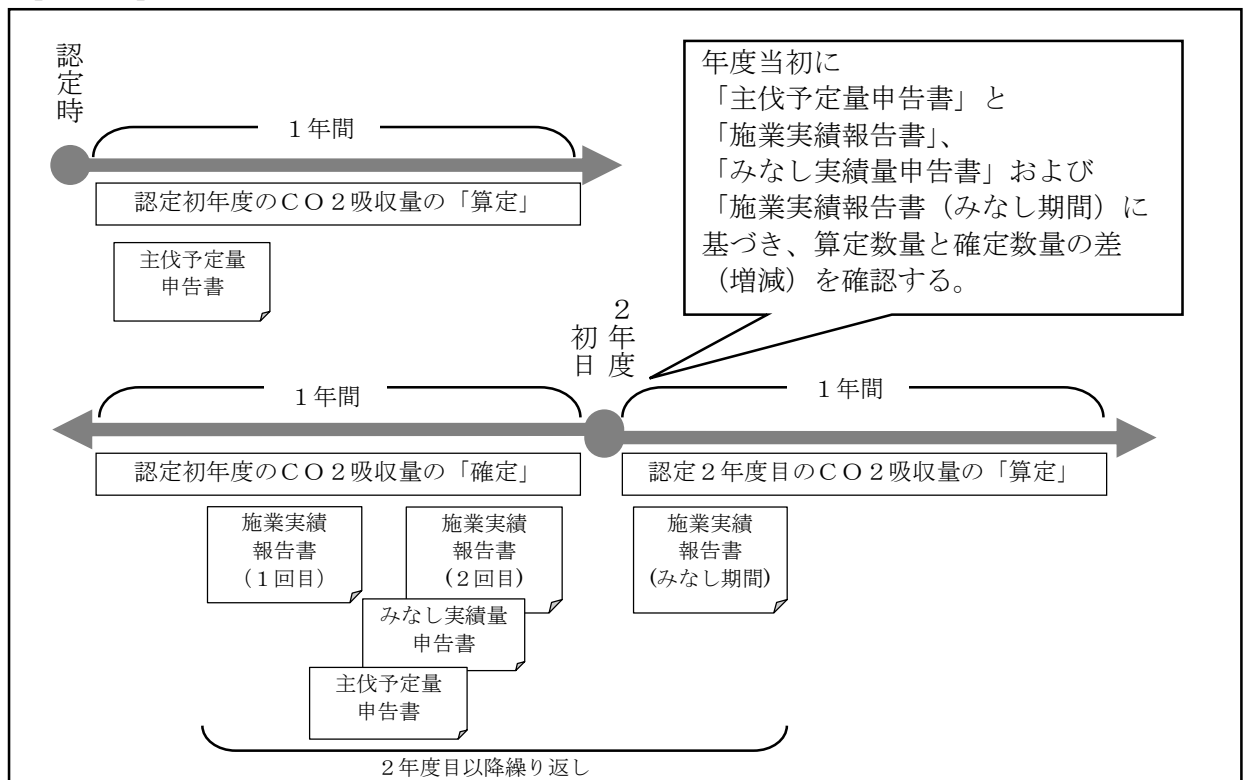 認定時
１年間
認定初年度のＣＯ２吸収量の「算定」
主伐予定量
申告書
年度当初に
「主伐予定量申告書」と
「施業実績報告書」、
「みなし実績量申告書」および
「施業実績報告書（みなし期間）に
基づき、算定数量と確定数量の差
（増減）を確認する。
２年度
初日
１年間
１年間
認定初年度のＣＯ２吸収量の「確定」
認定２年度目のＣＯ２吸収量の「算定」
施業実績
報告書
（１回目）
施業実績
報告書
(２回目)
みなし実績量
申告書
主伐予定量
申告書
施業実績
報告書
(みなし期間)
２年度目以降繰り返し